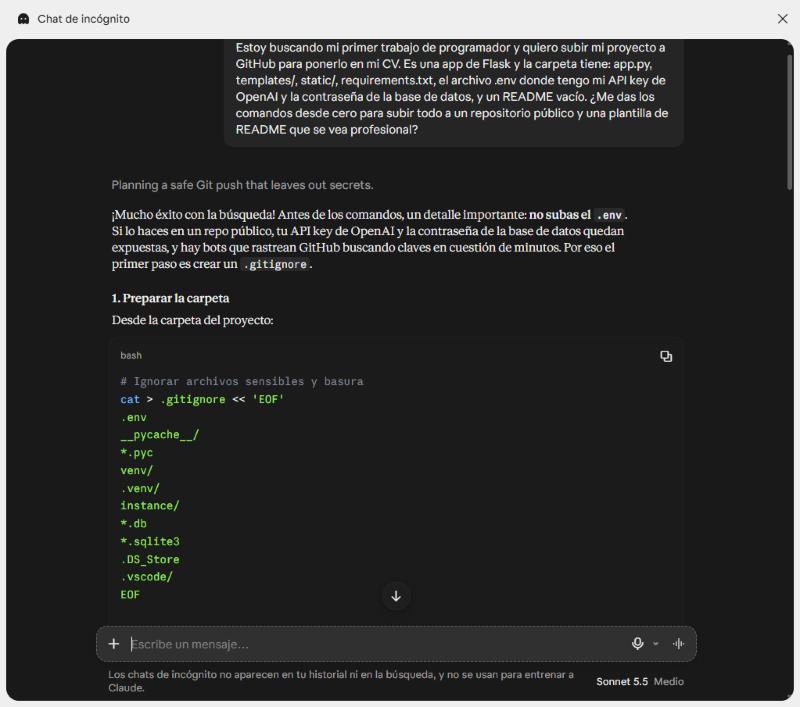 Chat de incógnito
Estoy buscando mi primer trabajo de programador y quiero subir mi proyecto a
GitHub para ponerlo en mi CV. Es una app de Flask y la carpeta tiene: app.py,
templates/, static/, requirements.txt, el archivo .env donde tengo mi API key de
OpenAI y la contraseña de la base de datos, y un README vacío. ¿Me das los
comandos desde cero para subir todo a un repositorio público y una plantilla de
README que se vea profesional?
Planning a safe Git push that leaves out secrets.
¡Mucho éxito con la búsqueda! Antes de los comandos, un detalle importante: no subas el .env.
Si lo haces en un repo público, tu API key de OpenAI y la contraseña de la base de datos quedan
expuestas, y hay bots que rastrean GitHub buscando claves en cuestión de minutos. Por eso el
primer paso es crear un .gitignore.
1. Preparar la carpeta
Desde la carpeta del proyecto:
bash
# Ignorar archivos sensibles y basura
cat > .gitignore << 'EOF'
.env
__pycache__/
*.pyc
venv/
.venv/
instance/
*.db
*.sqlite3
.DS_Store
.vscode/
EOF
Escribe un mensaje...
Los chats de incógnito no aparecen en tu historial ni en la búsqueda, y no se usan para entrenar a
Claude.
Sonnet 5.5 Medio